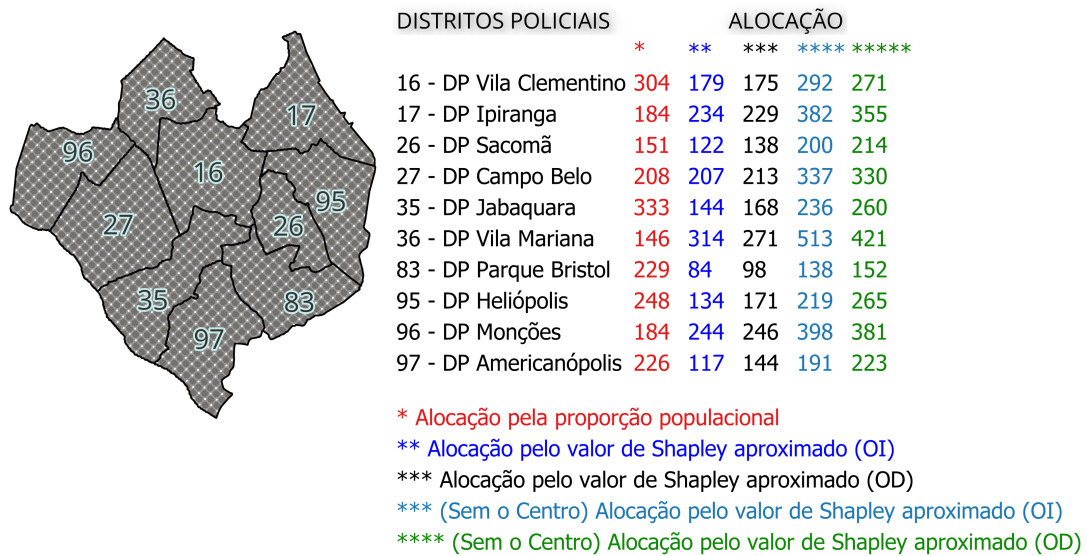 DISTRITOS POLICIAIS ALOCAÇÃO
* ** *** **** *****
16 - DP Vila Clementino 304 179 175 292 271
17 - DP Ipiranga 184 234 229 382 355
26 - DP Sacomã 151 122 138 200 214
27 - DP Campo Belo 208 207 213 337 330
35 - DP Jabaquara 333 144 168 236 260
36 - DP Vila Mariana 146 314 271 513 421
83 - DP Parque Bristol 229 84 98 138 152
95 - DP Heliópolis 248 134 171 219 265
96 - DP Monções 184 244 246 398 381
97 - DP Americanópolis 226 117 144 191 223
* Alocação pela proporção populacional
** Alocação pelo valor de Shapley aproximado (OI)
*** Alocação pelo valor de Shapley aproximado (OD)
*** (Sem o Centro) Alocação pelo valor de Shapley aproximado (OI)
**** (Sem o Centro) Alocação pelo valor de Shapley aproximado (OD)
36
17
96
16
95
27
26
35
83
97